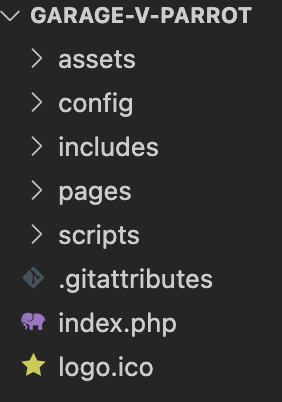 GARAGE-V-PARROT
assets
config
includes
pages
scripts
.gitattributes
index.php
logo.ico